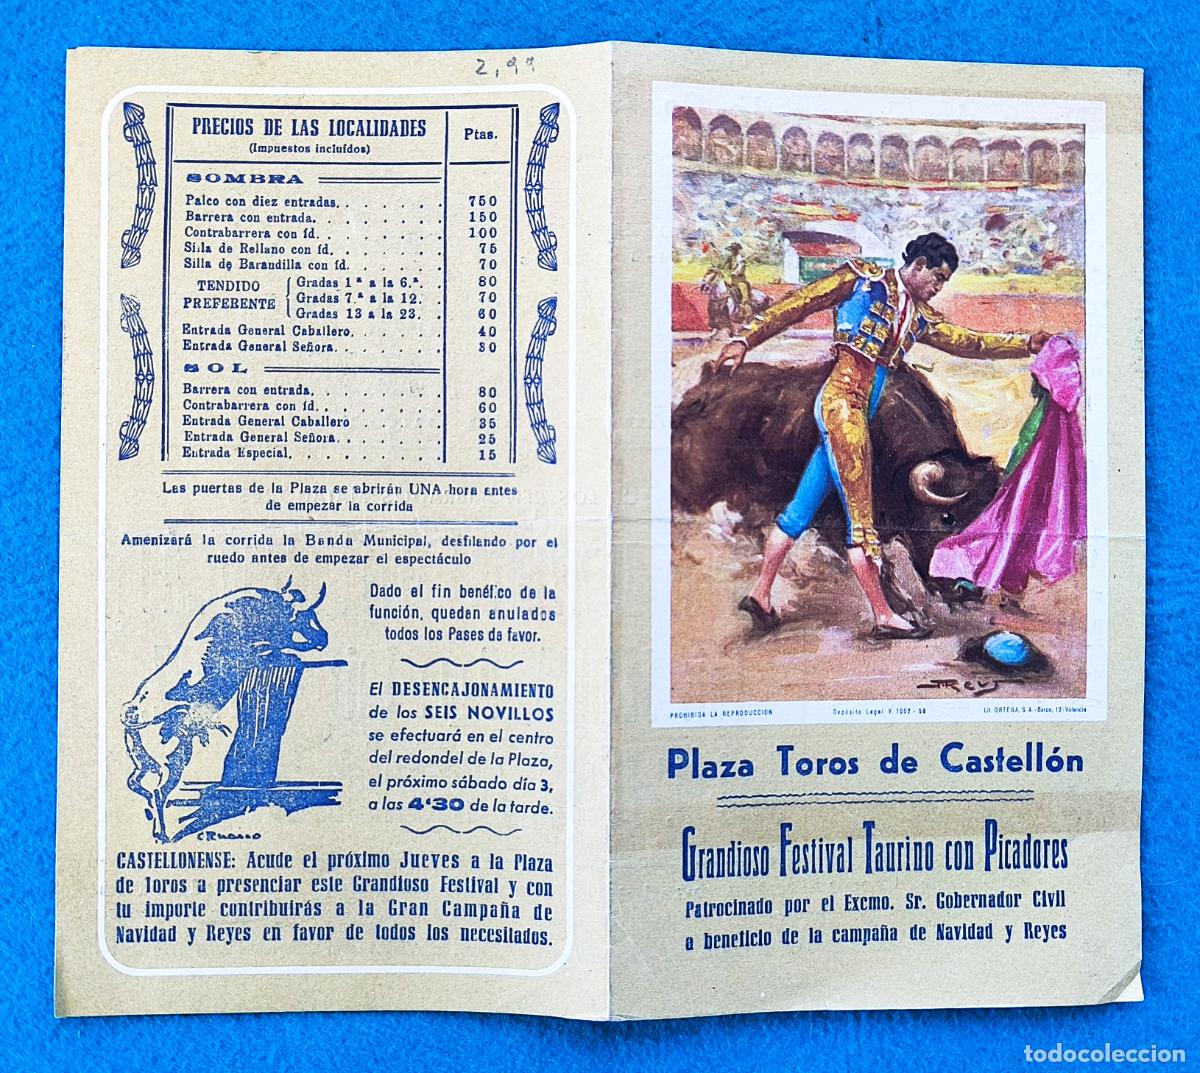 2,99
PRECIOS DE LAS LOCALIDADES
(Impuestos incluídos)
Ptas.
SOMBRA
Palco con diez entradas. . . . . . . 750
Barrera con entrada. . . . . . . . 150
Contrabarrera con íd. . . . . . . . 100
Silla de Rellano con íd. . . . . . . 75
Silla de Barandilla con íd. . . . . . 70
TENDIDO PREFERENTE
Gradas 1ª a la 6.ª. . . 80
Gradas 7.ª a la 12. . . 70
Gradas 13 a la 23. . . 60
Entrada General Caballero. . . . . . 40
Entrada General Señora. . . . . . . 30
SOL
Barrera con entrada. . . . . . . . 80
Contrabarrera con íd. . . . . . . . 60
Entrada General Caballero . . . . . 35
Entrada General Señora. . . . . . . 25
Entrada Especial. . . . . . . . . 15
Las puertas de la Plaza se abrirán UNA hora antes
de empezar la corrida
Amenizará la corrida la Banda Municipal, desfilando por el
ruedo antes de empezar el espectáculo
Dado el fin benéfico de la
función, quedan anulados
todos los Pases de favor.
El DESENCAJONAMIENTO
de los SEIS NOVILLOS
se efectuará en el centro
del redondel de la Plaza,
el próximo sábado día 3,
a las 4'30 de la tarde.
CASTELLONENSE: Acude el próximo Jueves a la Plaza
de Toros a presenciar este Grandioso Festival y con
tu importe contribuirás a la Gran Campaña de
Navidad y Reyes en favor de todos los necesitados.
REUS
PROHIBIDA LA REPRODUCCION
Depósito Legal V. 1002 - 58
Lit. ORTEGA, S. A. - Barco, 12 - Valencia
Plaza Toros de Castellón
Grandioso Festival Taurino con Picadores
Patrocinado por el Excmo. Sr. Gobernador Civil
a beneficio de la campaña de Navidad y Reyes
todocoleccion